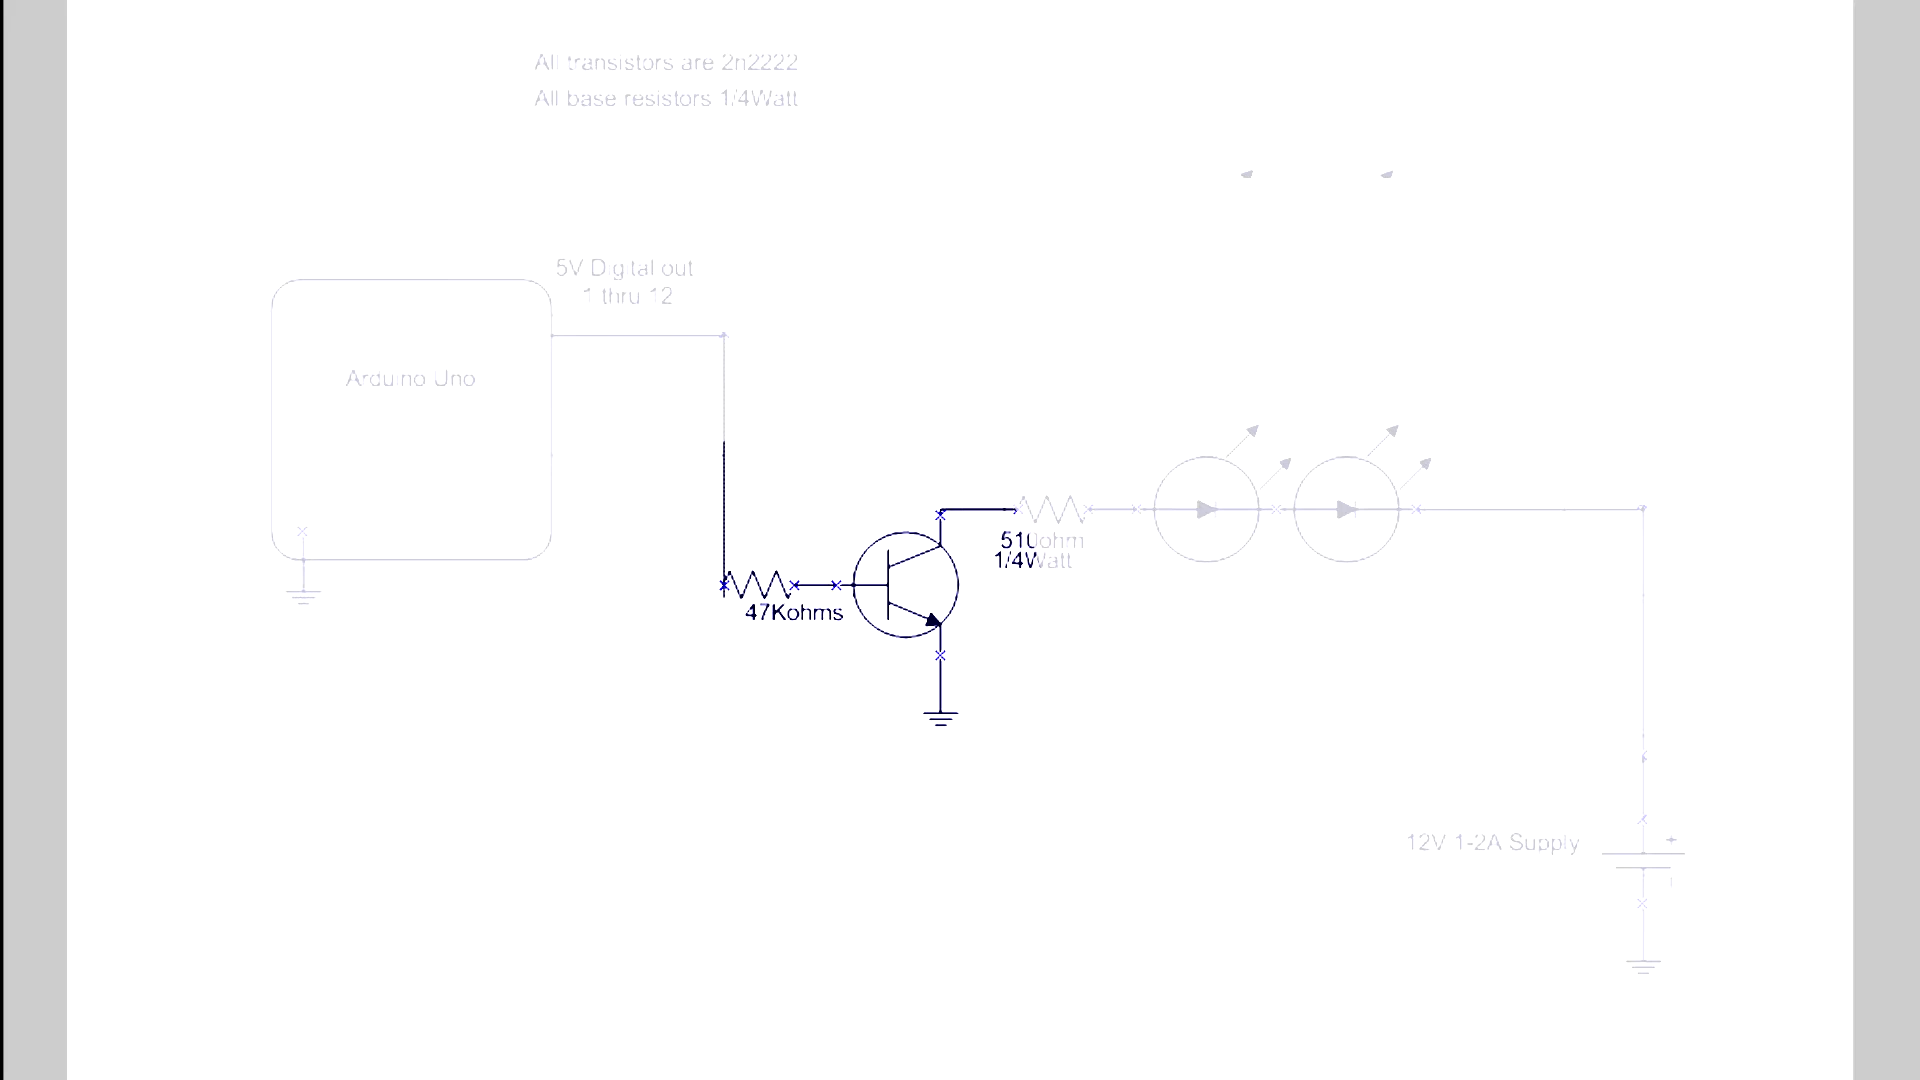 All transistors are 2n2222
All base resistors 1/4Watt
5V Digital out
1 thru 12
Arduino Uno
510ohm
1/4Watt
47Kohms
12V 1-2A Supply